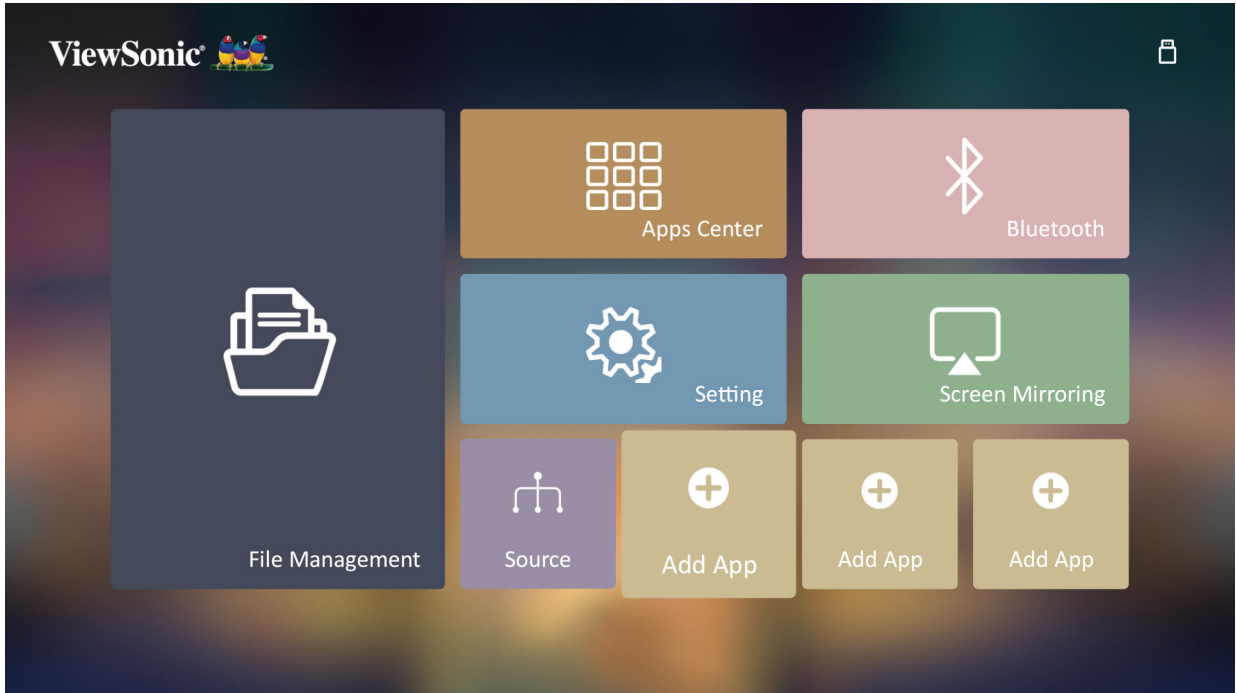 ViewSonic®
Apps Center
Bluetooth
Setting
Screen Mirroring
File Management
Source
Add App
Add App
Add App